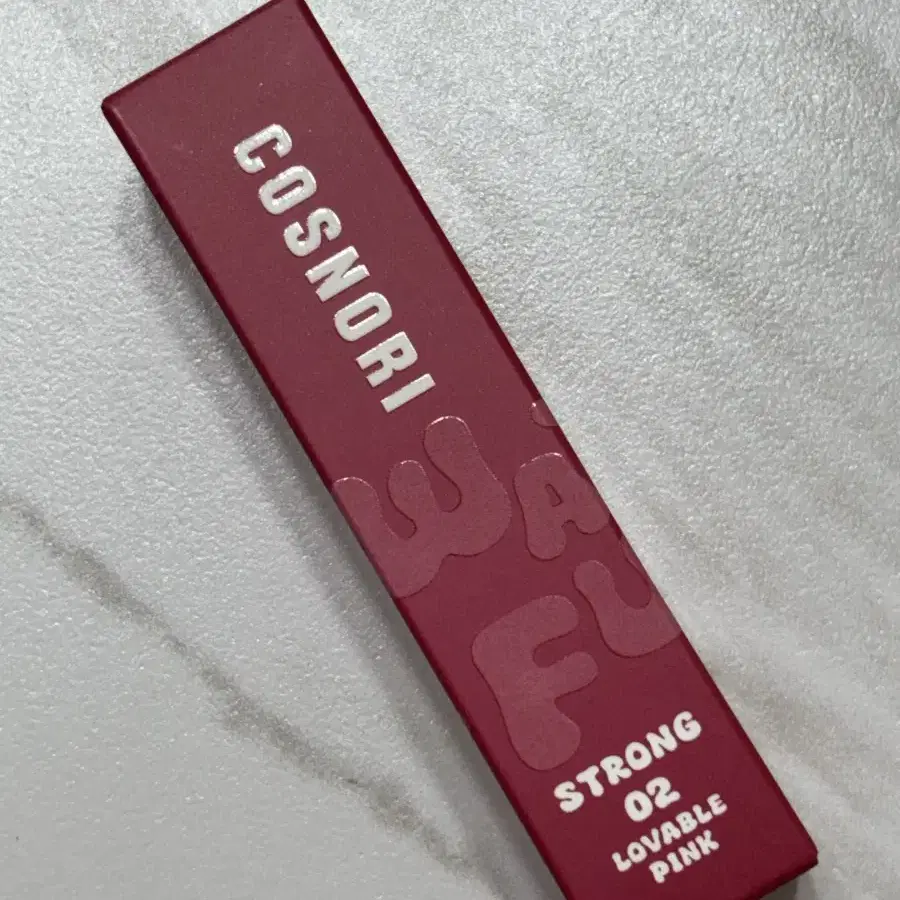 COSNORI
STRONG
02
LOVABLE
PINK